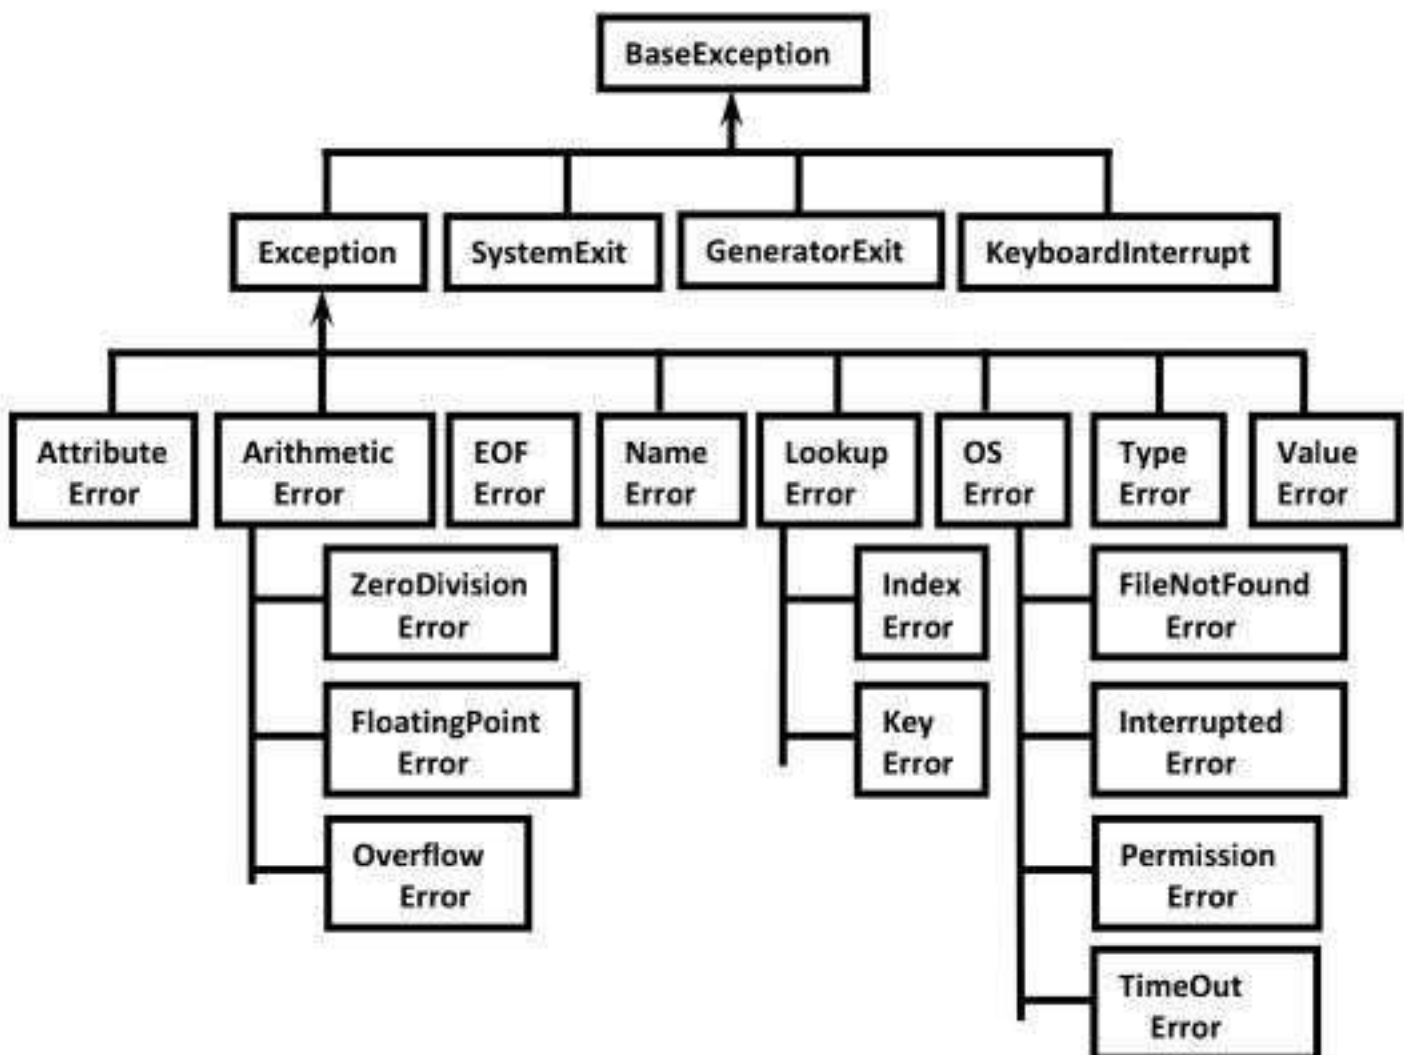 BaseException
Exception
SystemExit
GeneratorExit
KeyboardInterrupt
Attribute
Error
Arithmetic
Error
EOF
Error
Name
Error
Lookup
Error
OS
Error
Type
Error
Value
Error
ZeroDivision
Error
FloatingPoint
Error
Overflow
Error
Index
Error
Key
Error
FileNotFound
Error
Interrupted
Error
Permission
Error
TimeOut
Error